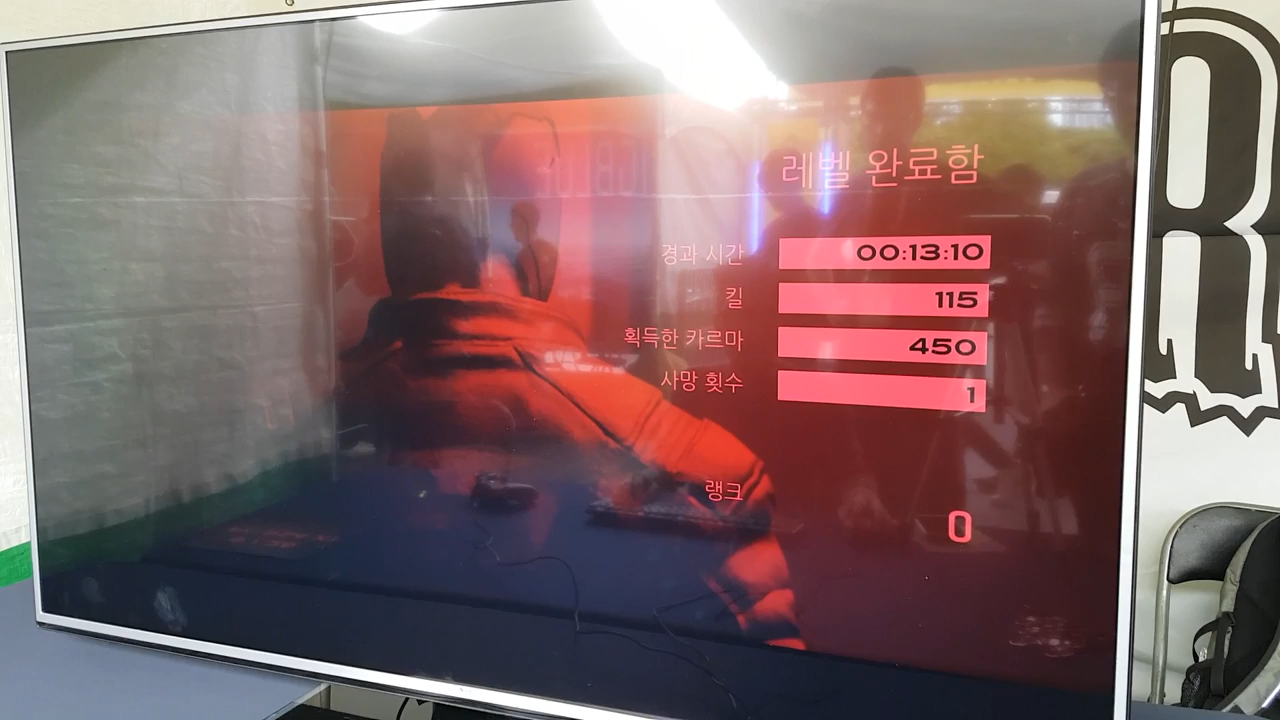 레벨 완료함
경과 시간 00:13:10
킬 115
획득한 카르마 450
사망 횟수 1
랭크
0
R